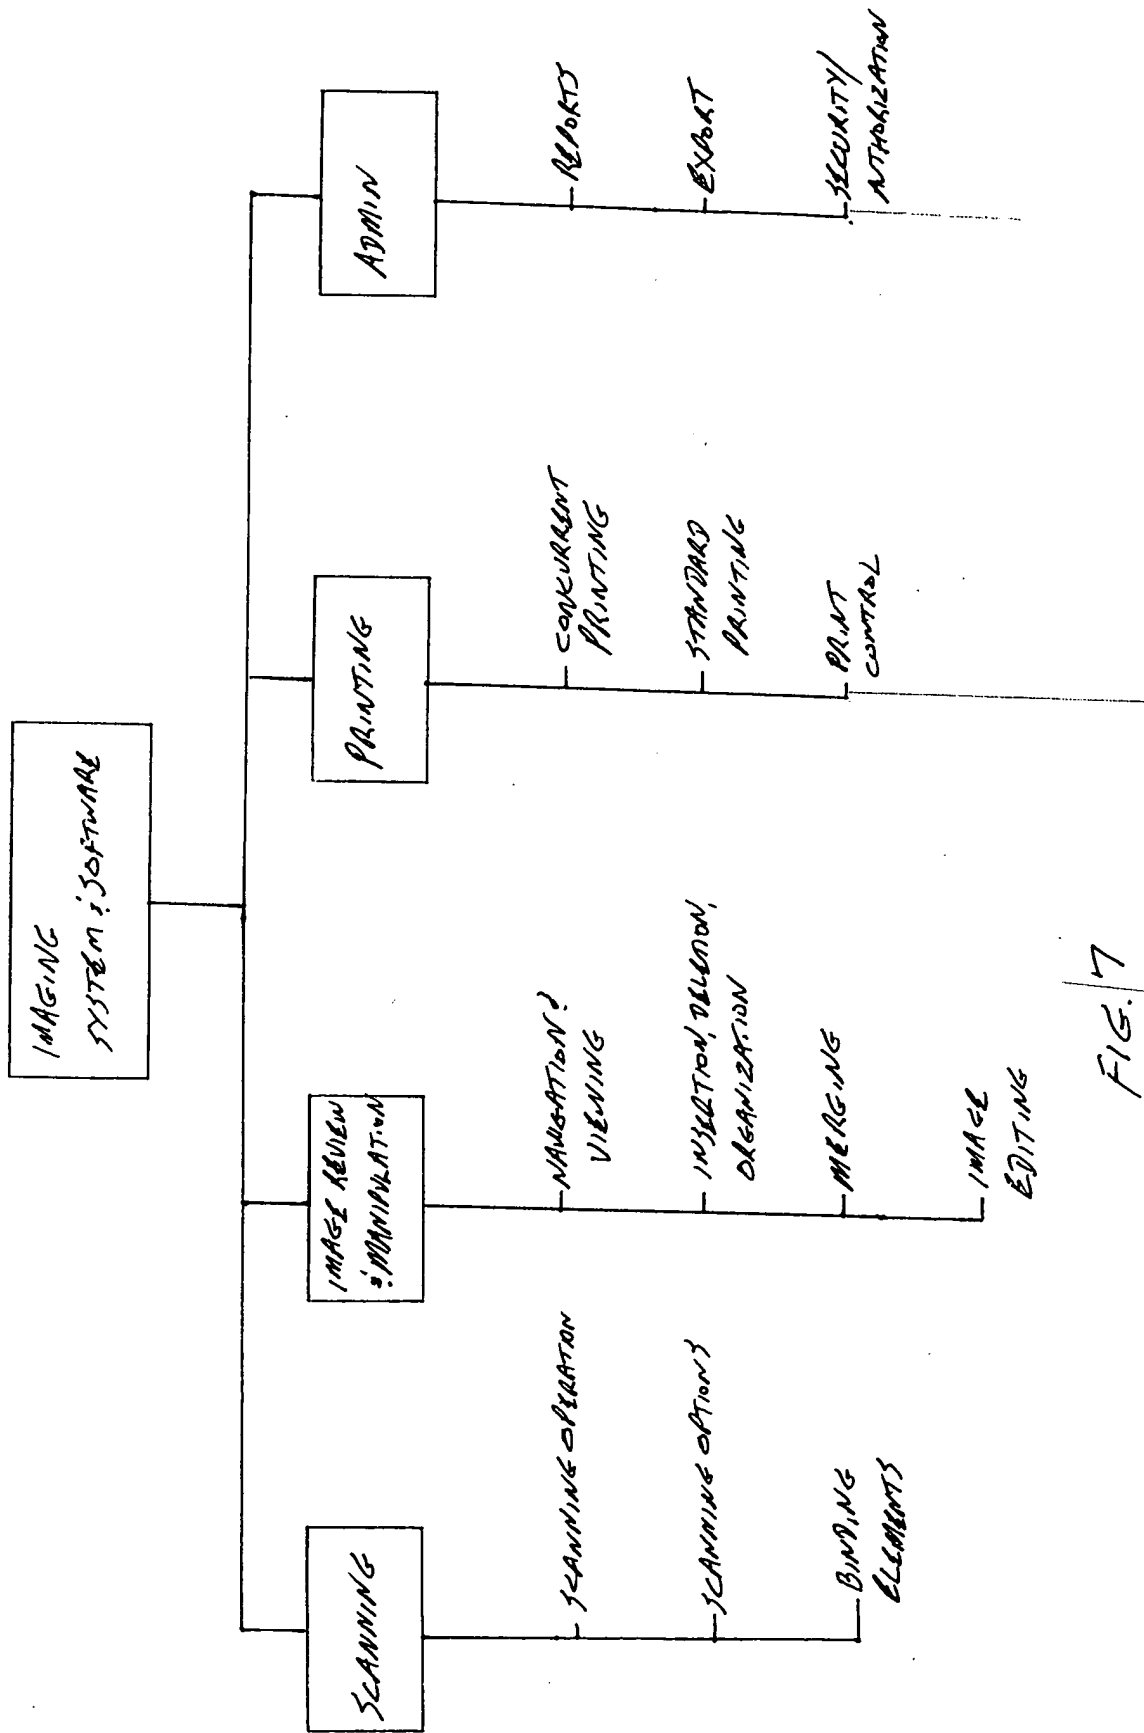 IMAGING
SYSTEM & SOFTWARE
SCANNING
SCANNING OPERATION
SCANNING OPTIONS
BINDING
ELEMENTS
IMAGE REVIEW
& MANIPULATION
NAVIGATION &
VIEWING
INSERTION, DELETION,
ORGANIZATION
MERGING
IMAGE
EDITING
PRINTING
CONCURRENT
PRINTING
STANDARD
PRINTING
PRINT
CONTROL
ADMIN
REPORTS
EXPORT
SECURITY/
AUTHORIZATION
FIG. 7